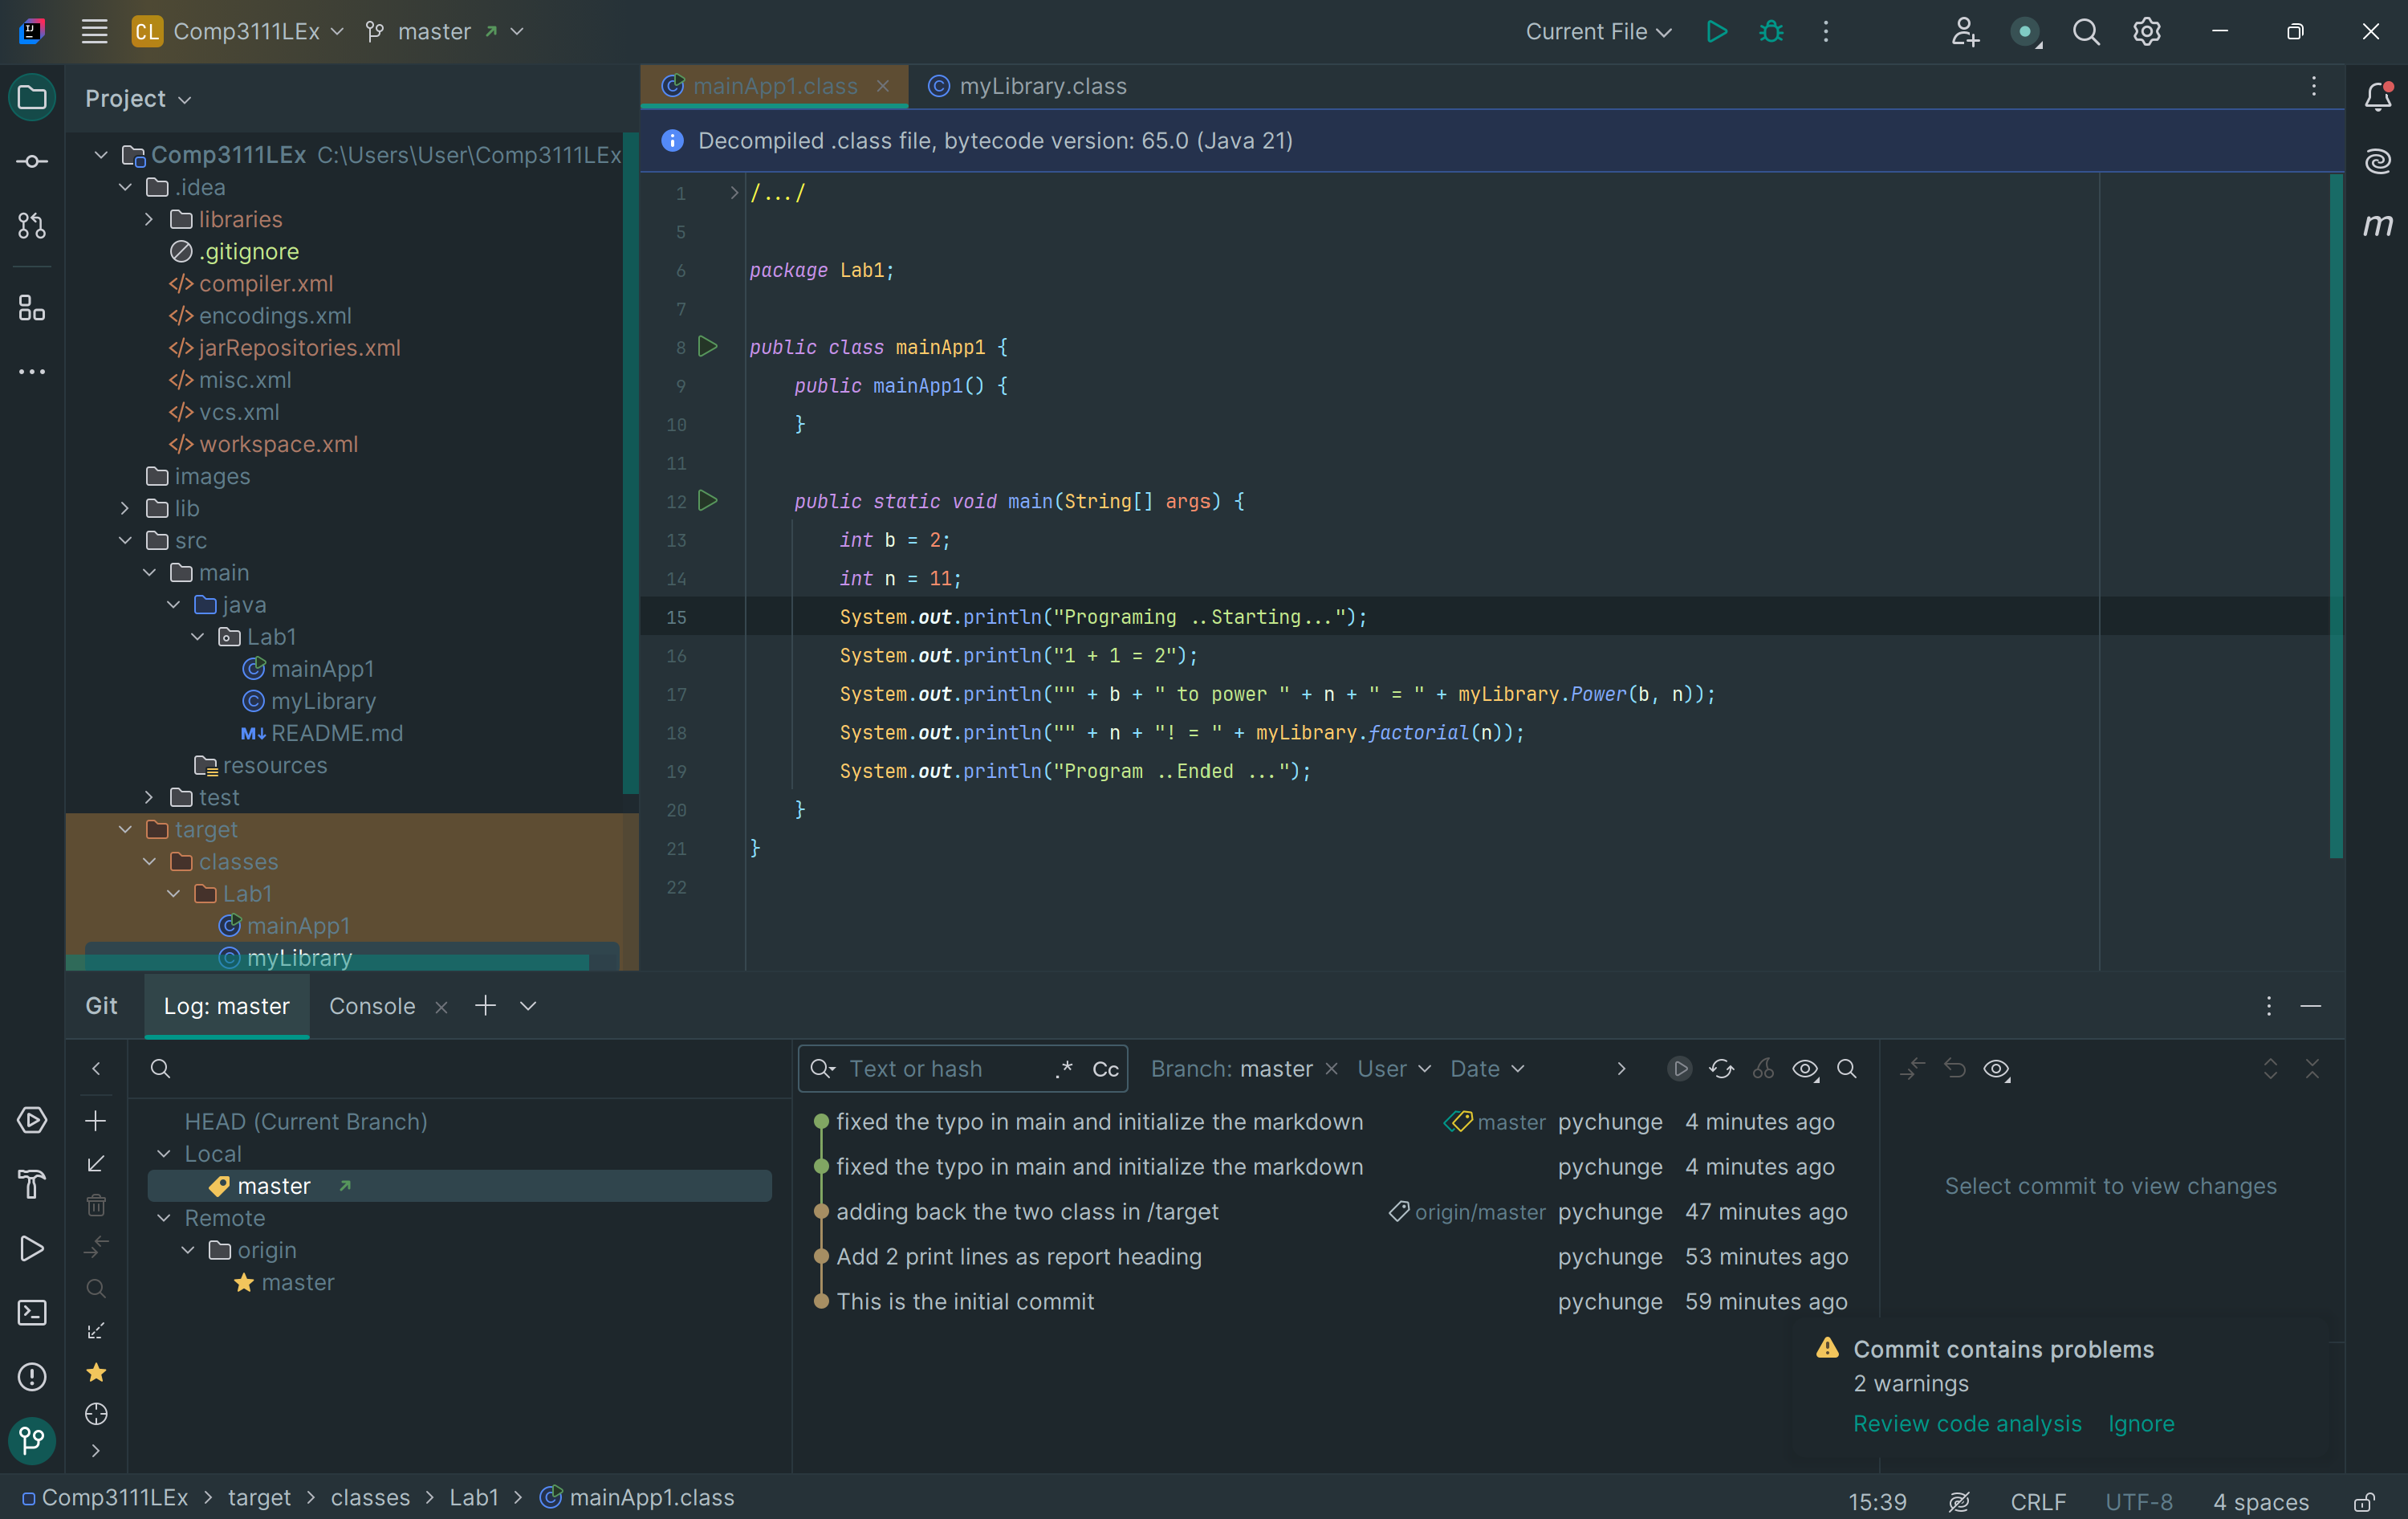 CL Comp3111LEx master Current File
Project
Comp3111LEx C:\Users\User\Comp3111LEx
.idea
libraries
.gitignore
</> compiler.xml
</> encodings.xml
</> jarRepositories.xml
</> misc.xml
</> vcs.xml
</> workspace.xml
images
lib
src
main
java
Lab1
mainApp1
myLibrary
M↓ README.md
resources
test
target
classes
Lab1
mainApp1
myLibrary
mainApp1.class myLibrary.class
Decompiled .class file, bytecode version: 65.0 (Java 21)
1 /.../
5
6 package Lab1;
7
8 public class mainApp1 {
9 public mainApp1() {
10 }
11
12 public static void main(String[] args) {
13 int b = 2;
14 int n = 11;
15 System.out.println("Programing ..Starting...");
16 System.out.println("1 + 1 = 2");
17 System.out.println("" + b + " to power " + n + " = " + myLibrary.Power(b, n));
18 System.out.println("" + n + "! = " + myLibrary.factorial(n));
19 System.out.println("Program ..Ended ...");
20 }
21 }
22
m
Git Log: master Console
HEAD (Current Branch)
Local
master
Remote
origin
master
Text or hash .* Cc Branch: master User Date
fixed the typo in main and initialize the markdown master pychunge 4 minutes ago
fixed the typo in main and initialize the markdown pychunge 4 minutes ago
adding back the two class in /target origin/master pychunge 47 minutes ago
Add 2 print lines as report heading pychunge 53 minutes ago
This is the initial commit pychunge 59 minutes ago
Select commit to view changes
Commit contains problems
2 warnings
Review code analysis Ignore
Comp3111LEx > target > classes > Lab1 > mainApp1.class 15:39 CRLF UTF-8 4 spaces